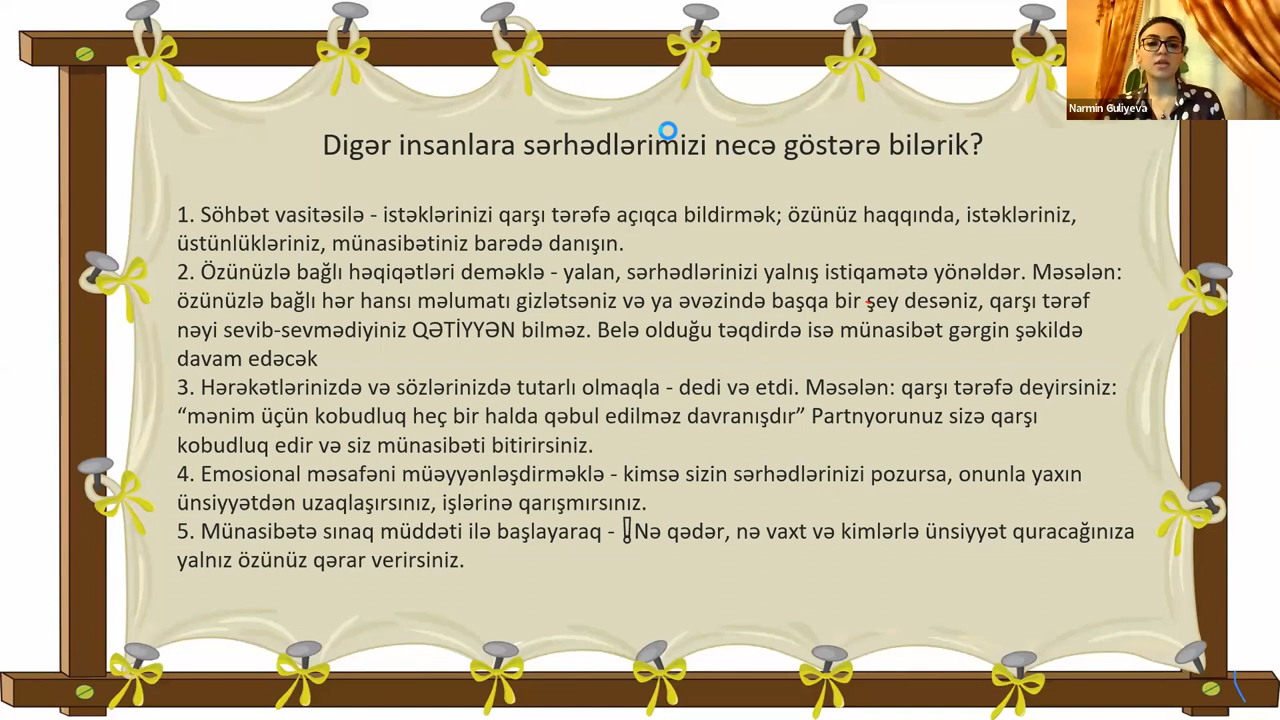 Narmin Guliyeva
Digər insanlara sərhədlərimizi necə göstərə bilərik?
1. Söhbət vasitəsilə - istəklərinizi qarşı tərəfə açıqca bildirmək; özünüz haqqında, istəkləriniz,
üstünlükləriniz, münasibətiniz barədə danışın.
2. Özünüzlə bağlı həqiqətləri deməklə - yalan, sərhədlərinizi yalnış istiqamətə yönəldər. Məsələn:
özünüzlə bağlı hər hansı məlumatı gizlətsəniz və ya əvəzində başqa bir şey desəniz, qarşı tərəf
nəyi sevib-sevmədiyiniz QƏTİYYƏN bilməz. Belə olduğu təqdirdə isə münasibət gərgin şəkildə
davam edəcək
3. Hərəkətlərinizdə və sözlərinizdə tutarlı olmaqla - dedi və etdi. Məsələn: qarşı tərəfə deyirsiniz:
“mənim üçün kobudluq heç bir halda qəbul edilməz davranışdır” Partnyorunuz sizə qarşı
kobudluq edir və siz münasibəti bitirirsiniz.
4. Emosional məsafəni müəyyənləşdirməklə - kimsə sizin sərhədlərinizi pozursa, onunla yaxın
ünsiyyətdən uzaqlaşırsınız, işlərinə qarışmırsınız.
5. Münasibətə sınaq müddəti ilə başlayaraq - ❗Nə qədər, nə vaxt və kimlərlə ünsiyyət quracağınıza
yalnız özünüz qərar verirsiniz.